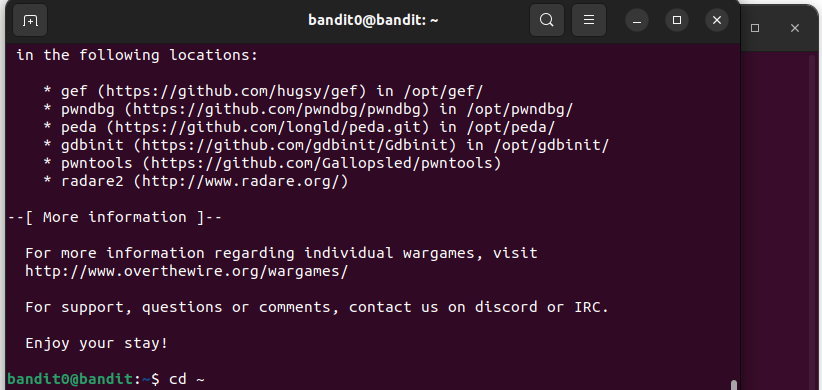 bandit0@bandit: ~
in the following locations:
* gef (https://github.com/hugsy/gef) in /opt/gef/
* pwndbg (https://github.com/pwndbg/pwndbg) in /opt/pwndbg/
* peda (https://github.com/longld/peda.git) in /opt/peda/
* gdbinit (https://github.com/gdbinit/Gdbinit) in /opt/gdbinit/
* pwntools (https://github.com/Gallopsled/pwntools)
* radare2 (http://www.radare.org/)
--[ More information ]--
For more information regarding individual wargames, visit
http://www.overthewire.org/wargames/
For support, questions or comments, contact us on discord or IRC.
Enjoy your stay!
bandit0@bandit:~$ cd ~